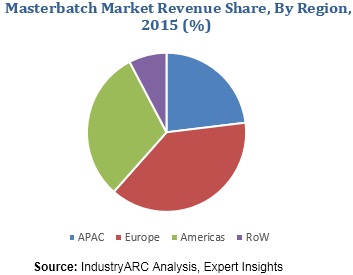 Masterbatch Market Revenue Share, By Region,
2015 (%)
APAC Europe Americas RoW
Source: IndustryARC Analysis, Expert Insights